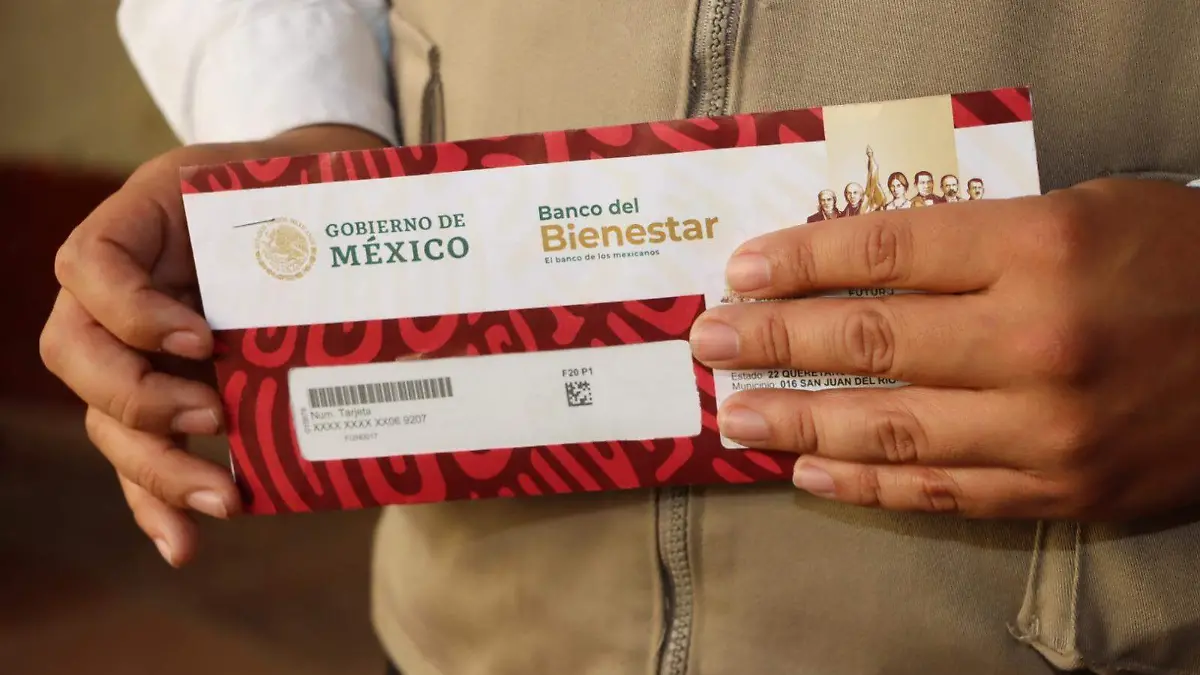 GOBIERNO DE
MÉXICO
Banco del
Bienestar
El banco de los mexicanos
F20 P1
Num. Tarjeta
XXXX XXXX XX06 9207
Estado: 22 QUERETARO
Municipio: 016 SAN JUAN DEL RIO